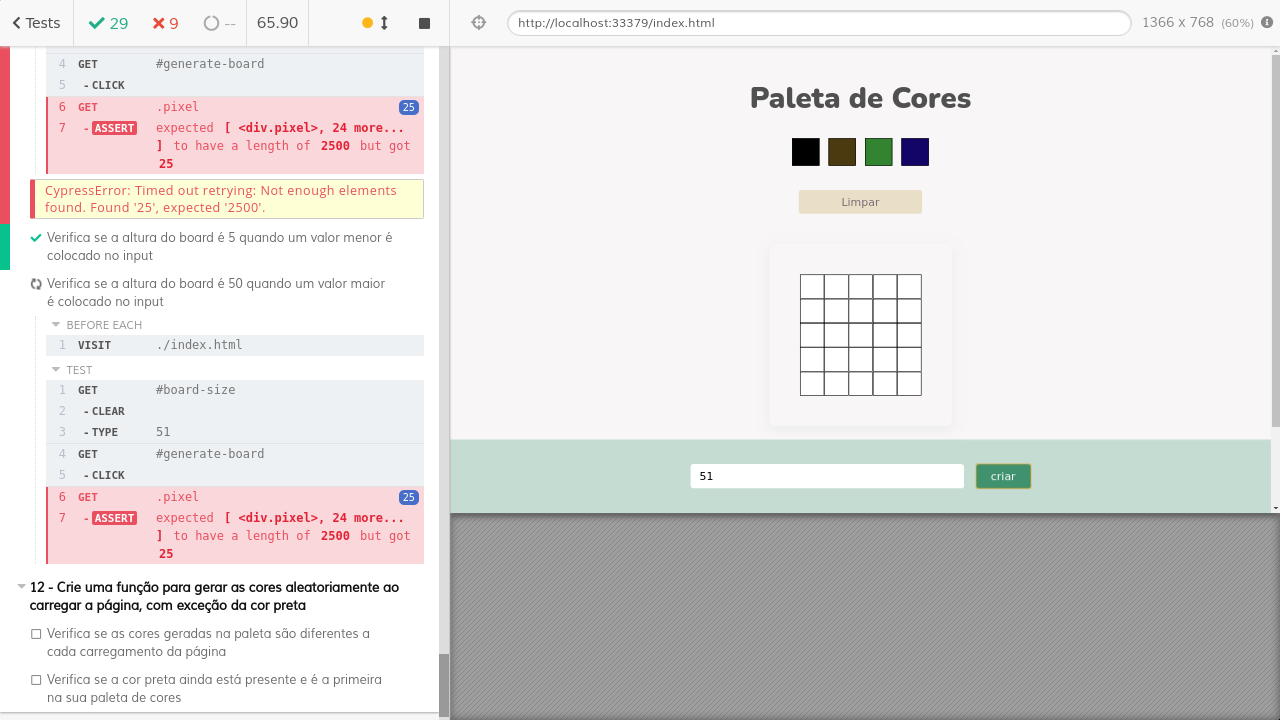 Tests
29
9
--
65.90
http://localhost:33379/index.html
1366 x 768 (60%)
4 GET #generate-board
5 - CLICK
6 GET .pixel 25
7 - ASSERT expected [ <div.pixel>, 24 more...
] to have a length of 2500 but got
25
CypressError: Timed out retrying: Not enough elements
found. Found '25', expected '2500'.
Verifica se a altura do board é 5 quando um valor menor é
colocado no input
Verifica se a altura do board é 50 quando um valor maior
é colocado no input
BEFORE EACH
1 VISIT ./index.html
TEST
1 GET #board-size
2 - CLEAR
3 - TYPE 51
4 GET #generate-board
5 - CLICK
6 GET .pixel 25
7 - ASSERT expected [ <div.pixel>, 24 more...
] to have a length of 2500 but got
25
12 - Crie uma função para gerar as cores aleatoriamente ao
carregar a página, com exceção da cor preta
Verifica se as cores geradas na paleta são diferentes a
cada carregamento da página
Verifica se a cor preta ainda está presente e é a primeira
na sua paleta de cores
Paleta de Cores
Limpar
51
criar